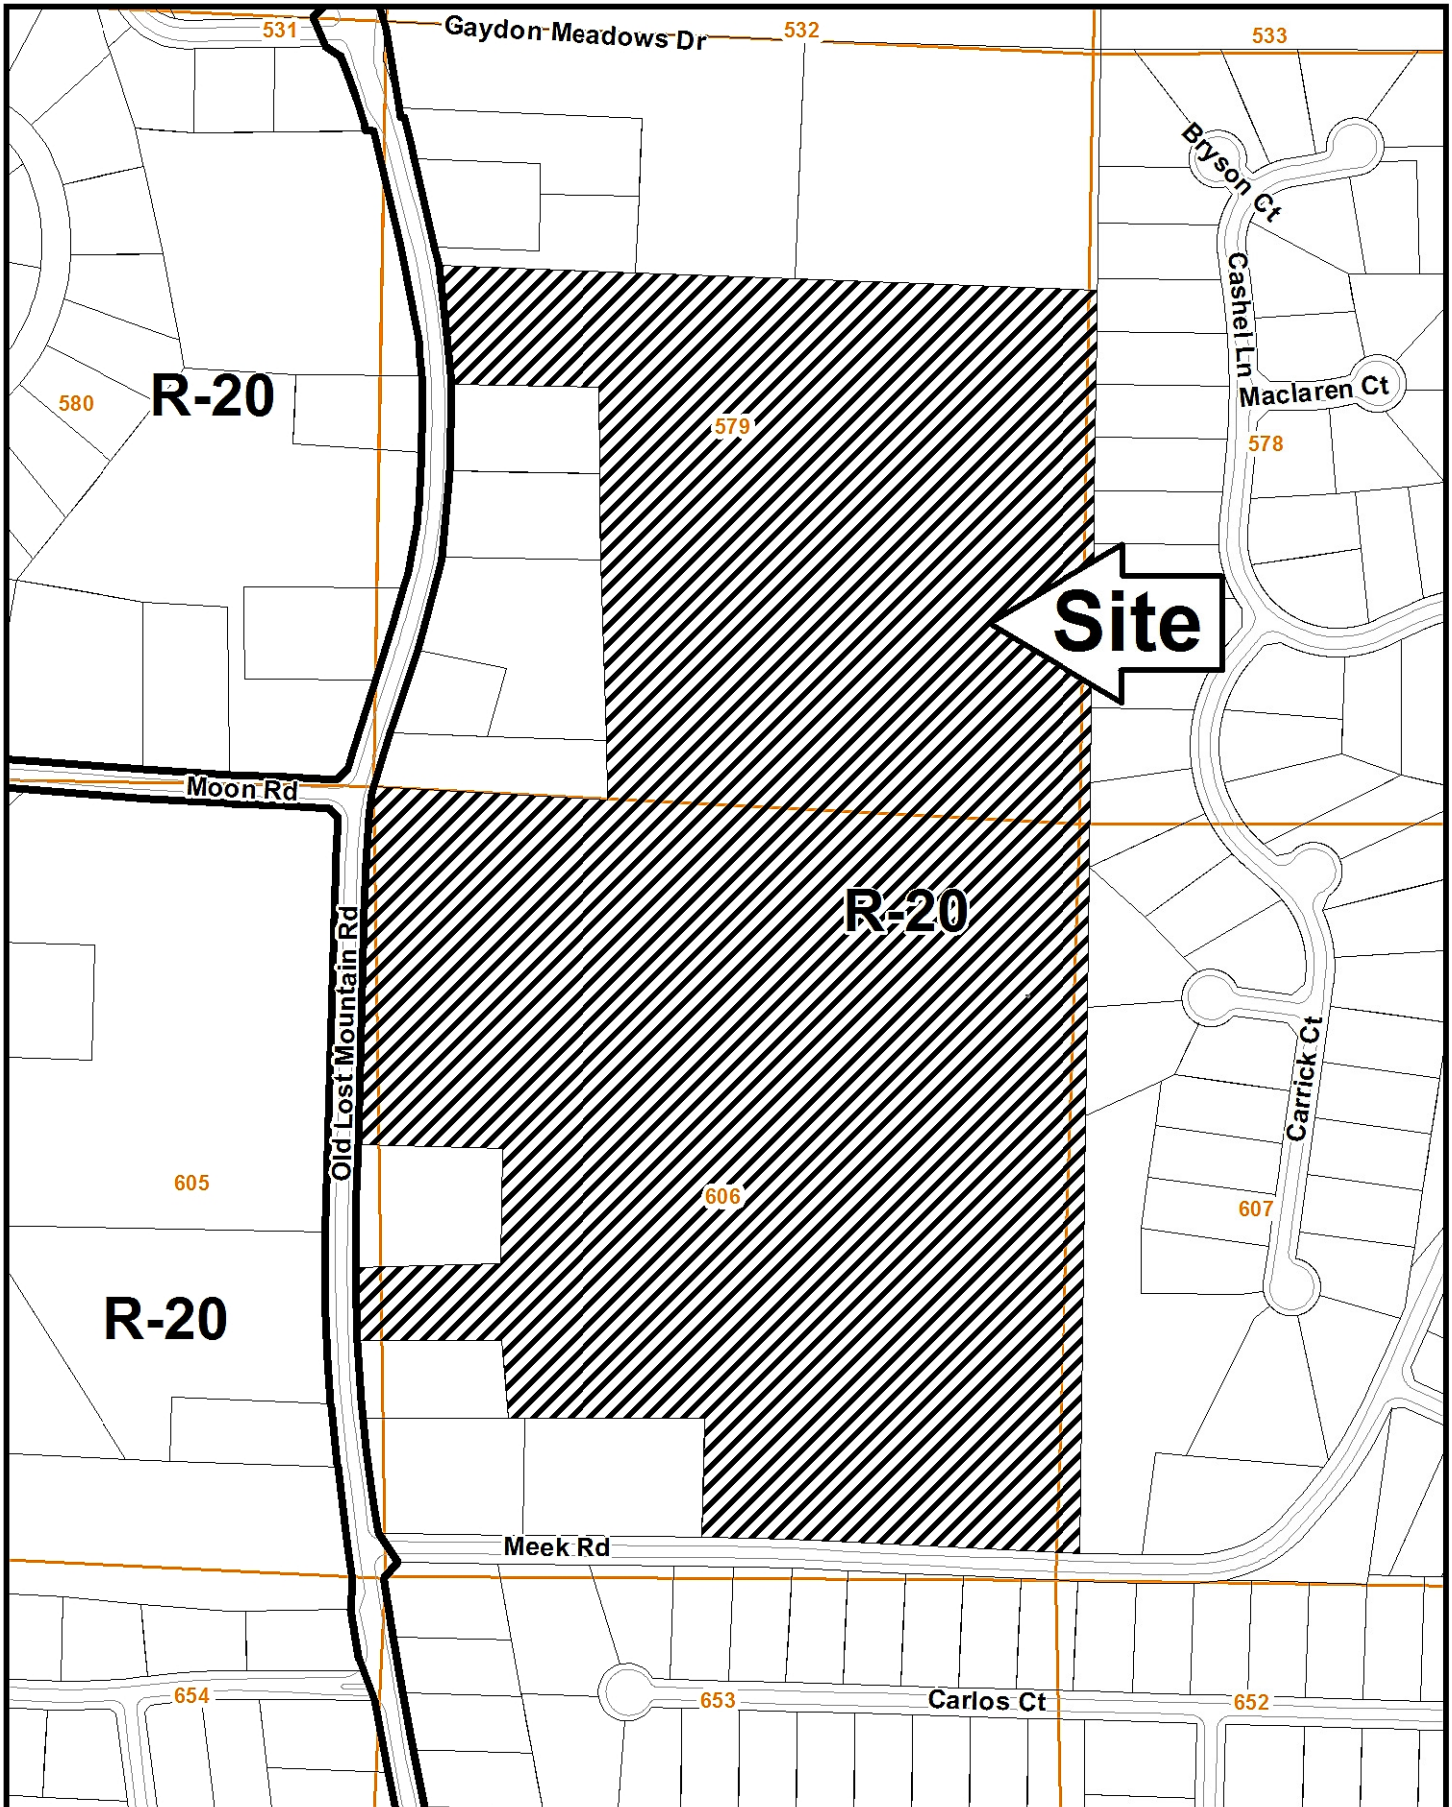 531
Gaydon Meadows Dr
532
533
Bryson Ct
Cashel Ln
Maclaren Ct
580
R-20
579
578
Site
Moon Rd
R-20
Old Lost Mountain Rd
Carrick Ct
605
606
607
R-20
Meek Rd
654
653
Carlos Ct
652